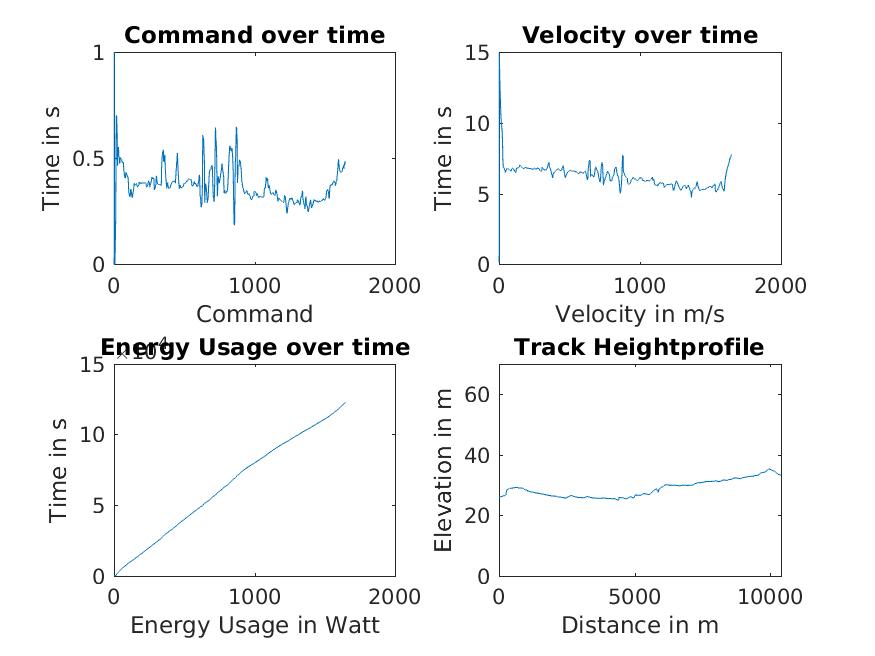 Command over time
1
0.5
0
Time in s
0
1000
2000
Command
Velocity over time
15
10
5
0
Time in s
0
1000
2000
Velocity in m/s
Energy Usage over time
×10⁴
15
10
5
0
Time in s
0
1000
2000
Energy Usage in Watt
Track Heightprofile
60
40
20
0
Elevation in m
0
5000
10000
Distance in m